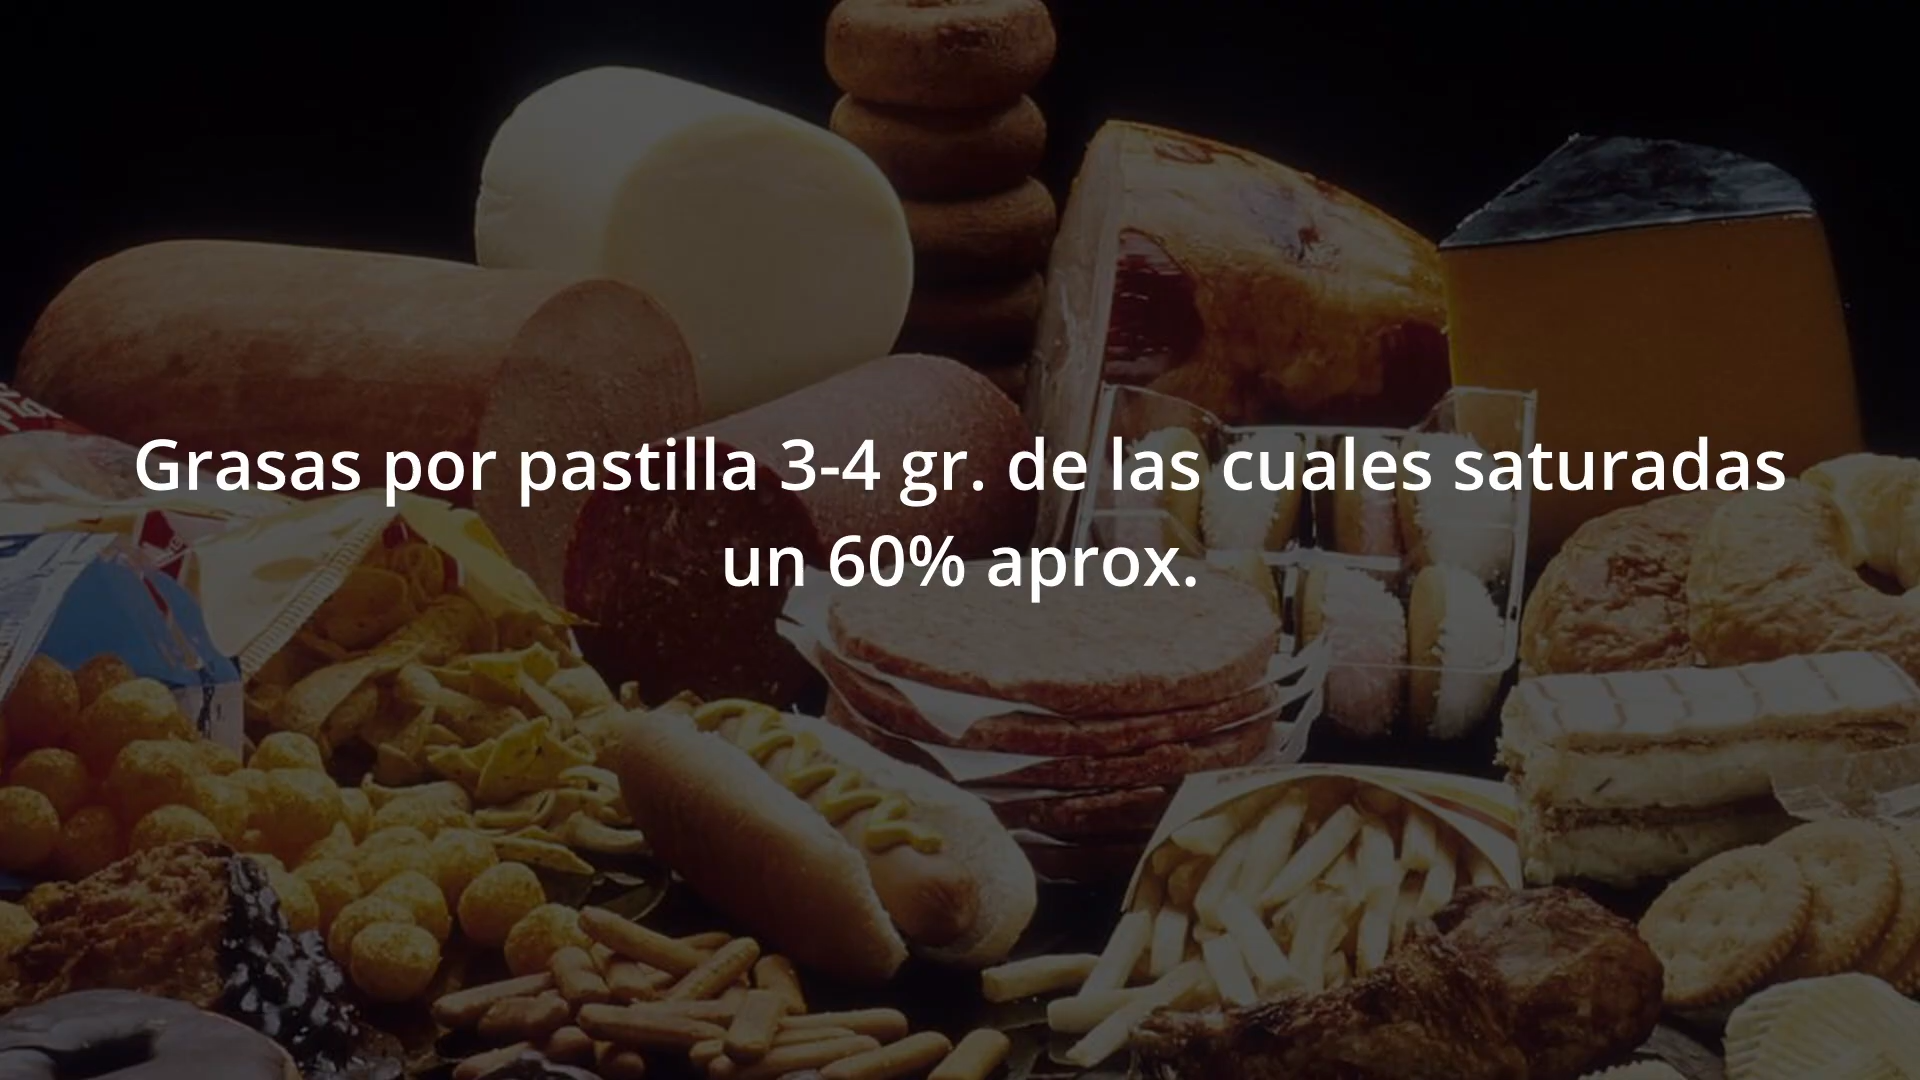 Grasas por pastilla 3-4 gr. de las cuales saturadas
un 60% aprox.